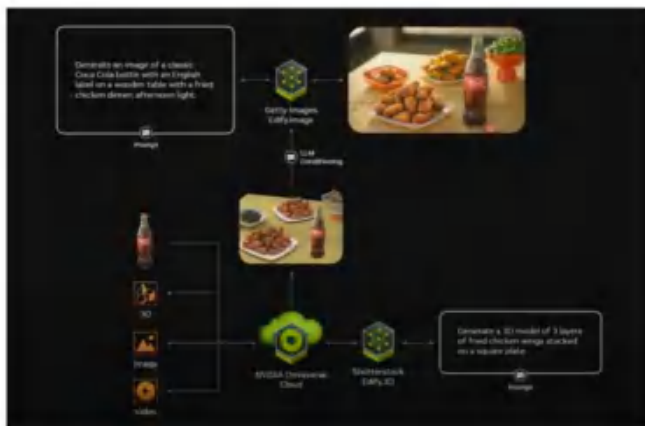 Generate an image of a classic
Coca Cola bottle with an English
label on a wooden table with a fried
chicken dinner, afternoon light.
Prompt
Getty Images
Edify.Image
Conditioning
3D
Image
Video
NVIDIA Omniverse
Cloud
Shutterstock
Edify.3D
Generate a 3D model of 3 layers
of fried chicken wings stacked
on a square plate
Prompt